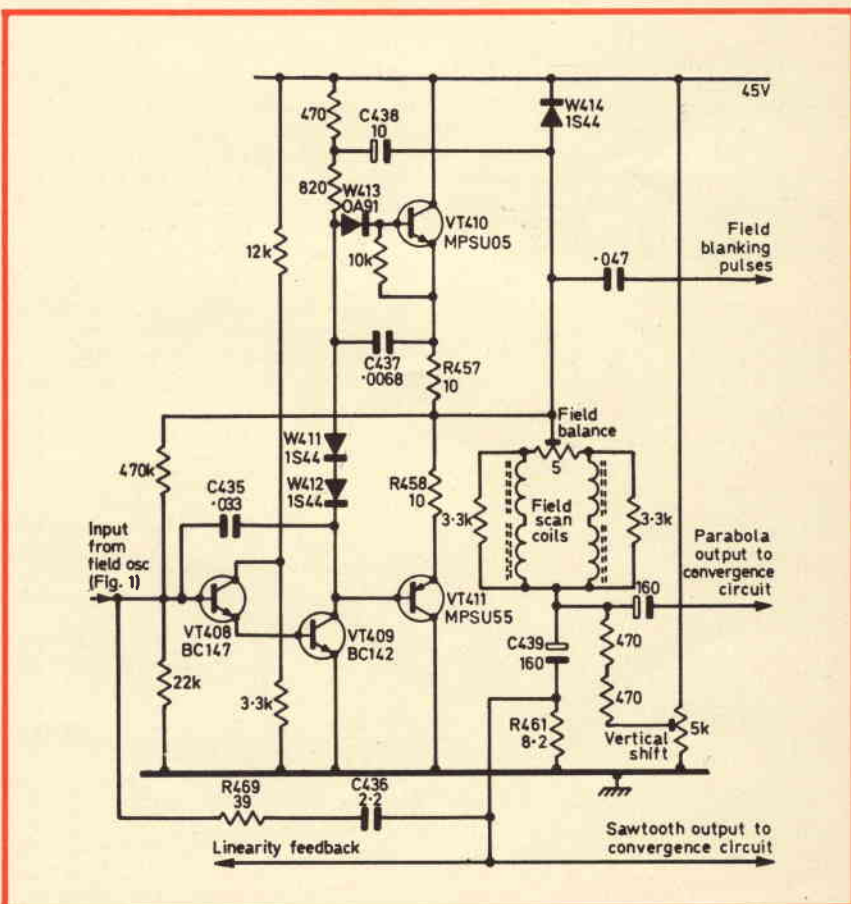 45V
470
C438
10
W414
1S44
820
W413
OA91
VT410
MPSU05
10k
12k
Field
blanking
pulses
.047
C437
.0068
R457
10
Field
balance
5
W411
1S44
W412
1S44
470k
C435
.033
R458
10
3.3k
Field
scan
coils
3.3k
Input
from
field osc
(Fig. 1)
Parabola
output to
convergence
circuit
160
VT408
BC147
VT409
BC142
VT411
MPSU55
C439
160
470
470
22k
3.3k
R461
8.2
Vertical
shift
5k
R469
39
C436
2.2
Linearity feedback
Sawtooth output to
convergence circuit